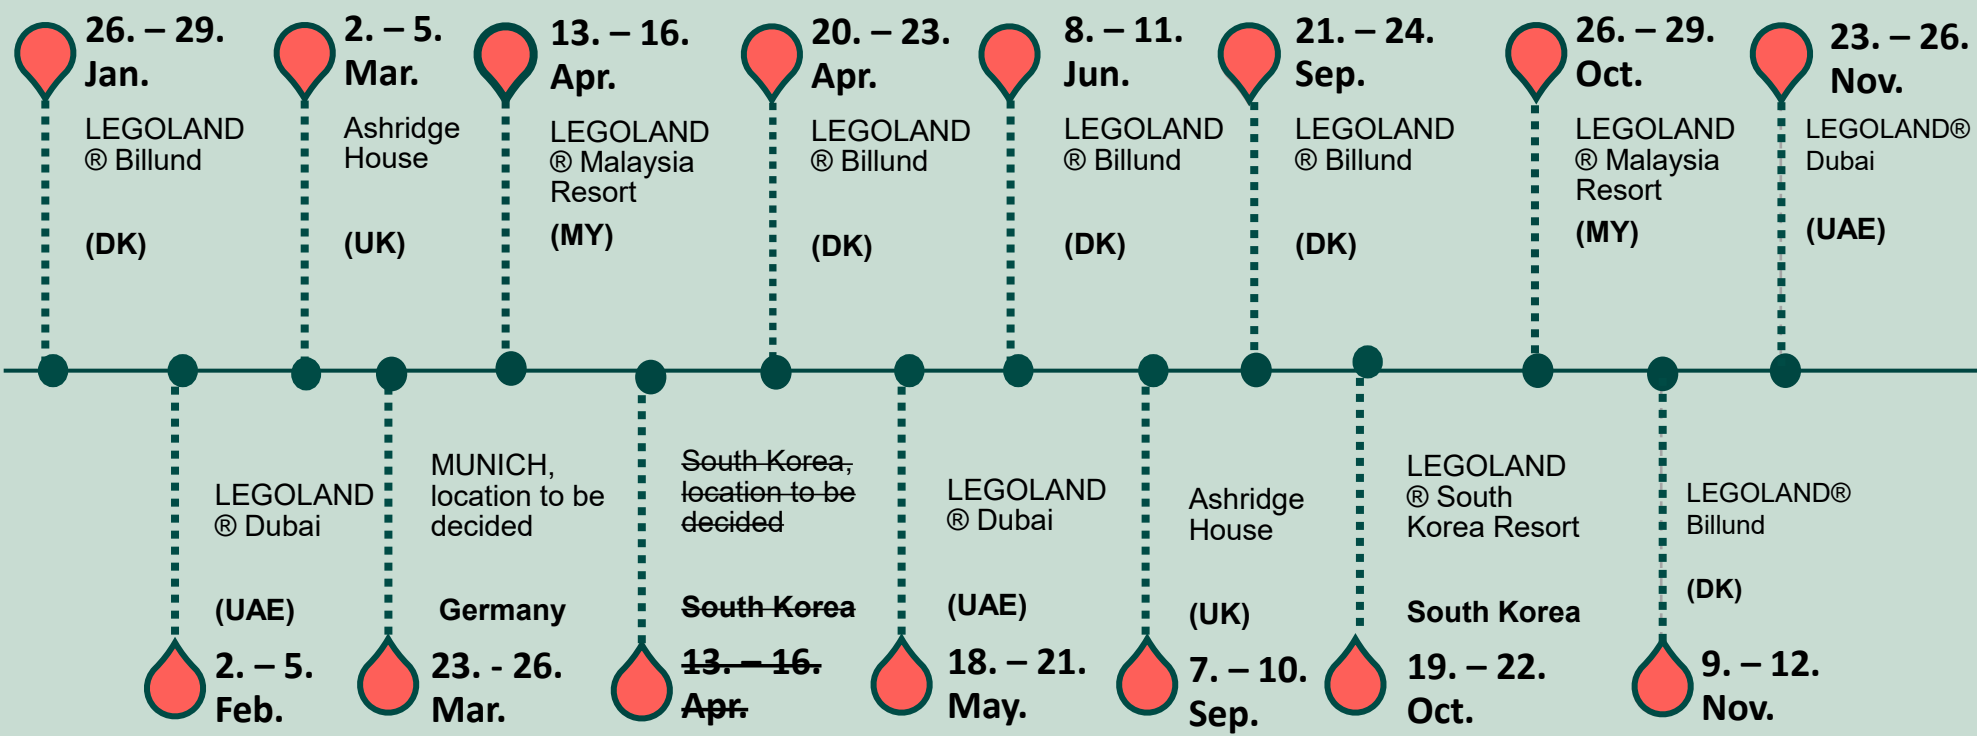 26. – 29.
Jan.
LEGOLAND
® Billund
(DK)
2. – 5.
Mar.
Ashridge
House
(UK)
13. – 16.
Apr.
LEGOLAND
® Malaysia
Resort
(MY)
20. – 23.
Apr.
LEGOLAND
® Billund
(DK)
8. – 11.
Jun.
LEGOLAND
® Billund
(DK)
21. – 24.
Sep.
LEGOLAND
® Billund
(DK)
26. – 29.
Oct.
LEGOLAND
® Malaysia
Resort
(MY)
23. – 26.
Nov.
LEGOLAND®
Dubai
(UAE)
LEGOLAND
® Dubai
(UAE)
2. – 5.
Feb.
MUNICH,
location to be
decided
Germany
23. - 26.
Mar.
South Korea,
location to be
decided
South Korea
13. – 16.
Apr.
LEGOLAND
® Dubai
(UAE)
18. – 21.
May.
Ashridge
House
(UK)
7. – 10.
Sep.
LEGOLAND
® South
Korea Resort
South Korea
19. – 22.
Oct.
LEGOLAND®
Billund
(DK)
9. – 12.
Nov.